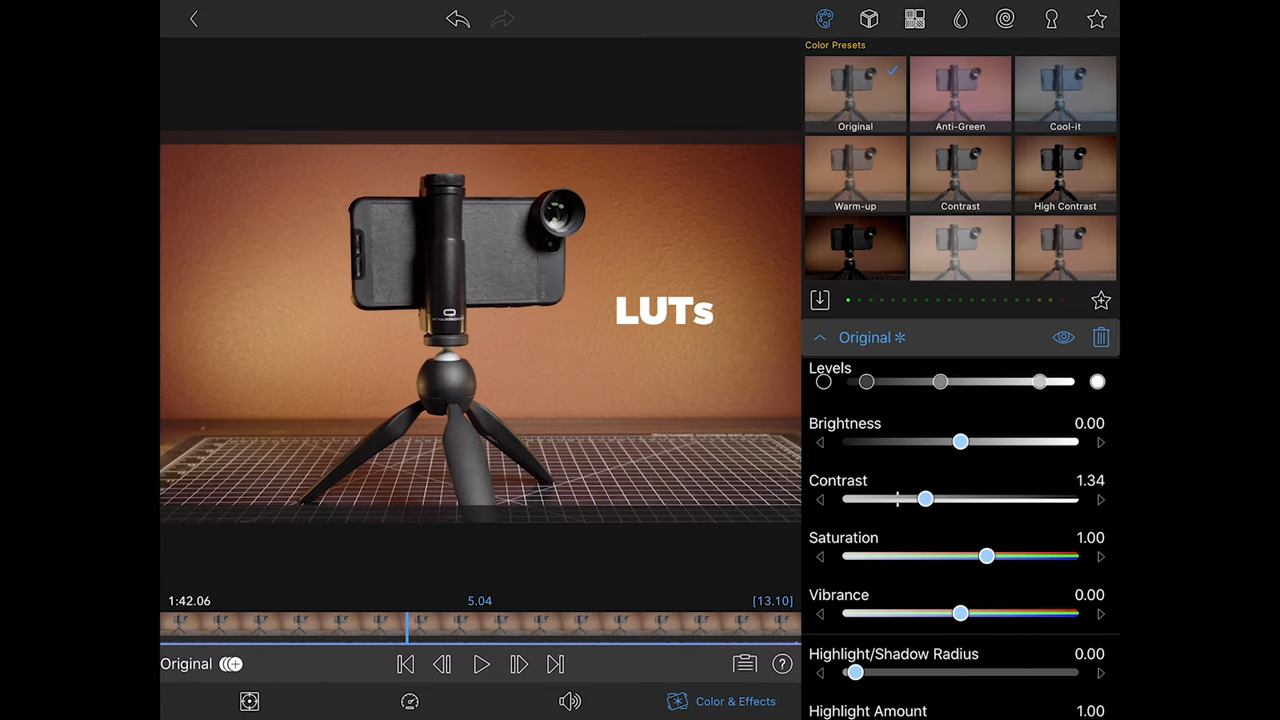 Color Presets
Original
Anti-Green
Cool-it
Warm-up
Contrast
High Contrast
Original
Levels
Brightness
0.00
Contrast
1.34
Saturation
1.00
Vibrance
0.00
Highlight/Shadow Radius
0.00
Highlight Amount
1.00
LUTs
1:42.06
5.04
[13.10]
Original
?
Color & Effects